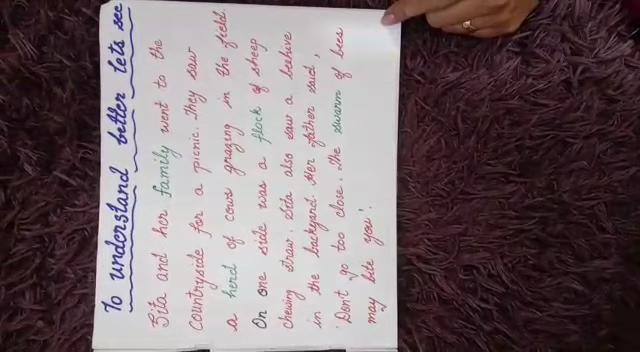 To understand better lets see
Sita and her family went to the
countryside for a picnic. They saw
a herd of cows grazing in the field.
On one side was a flock of sheep
chewing straw. Sita also saw a beehive
in the backyard. Her father said,
'Don't go too close. The swarm of bees
may bite you'.